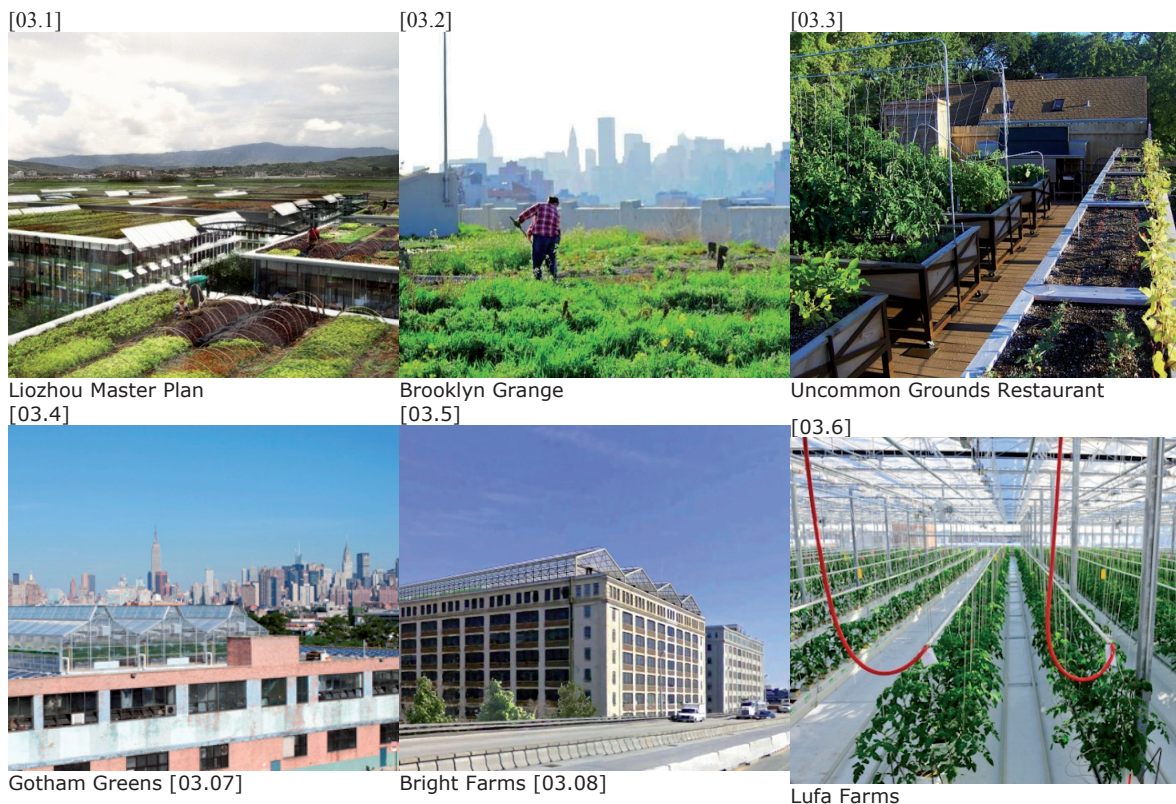 [03.1]
[03.2]
[03.3]
Liozhou Master Plan
Brooklyn Grange
Uncommon Grounds Restaurant
[03.4]
[03.5]
[03.6]
Gotham Greens [03.07]
Bright Farms [03.08]
Lufa Farms